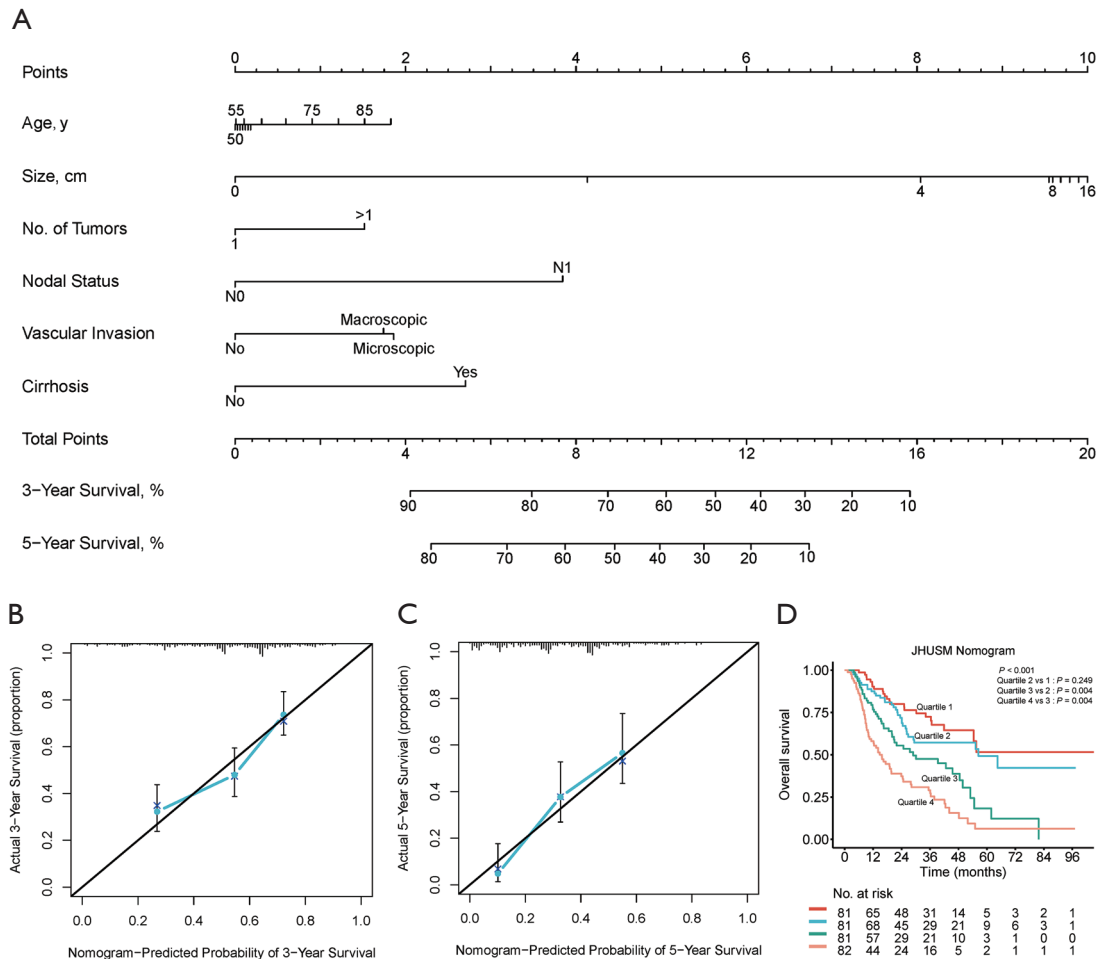 A
Points
0 2 4 6 8 10
Age, y
55 75 85
50
Size, cm
0 4 8 16
No. of Tumors
>1
1
Nodal Status
N1
N0
Vascular Invasion
Macroscopic
No Microscopic
Cirrhosis
Yes
No
Total Points
0 4 8 12 16 20
3−Year Survival, %
90 80 70 60 50 40 30 20 10
5−Year Survival, %
80 70 60 50 40 30 20 10
B
Actual 3−Year Survival (proportion)
1.0
0.8
0.6
0.4
0.2
0.0
0.0 0.2 0.4 0.6 0.8 1.0
Nomogram−Predicted Probability of 3−Year Survival
C
Actual 5−Year Survival (proportion)
1.0
0.8
0.6
0.4
0.2
0.0
0.0 0.2 0.4 0.6 0.8 1.0
Nomogram−Predicted Probability of 5−Year Survival
D
JHUSM Nomogram
P < 0.001
Quartile 2 vs 1 : P = 0.249
Quartile 3 vs 2 : P = 0.004
Quartile 4 vs 3 : P = 0.004
Overall survival
1.00
0.75
0.50
0.25
0.00
Quartile 1
Quartile 2
Quartile 3
Quartile 4
0 12 24 36 48 60 72 84 96
Time (months)
No. at risk
81 65 48 31 14 5 3 2 1
81 68 45 29 21 9 6 3 1
81 57 29 21 10 3 1 0 0
82 44 24 16 5 2 1 1 1